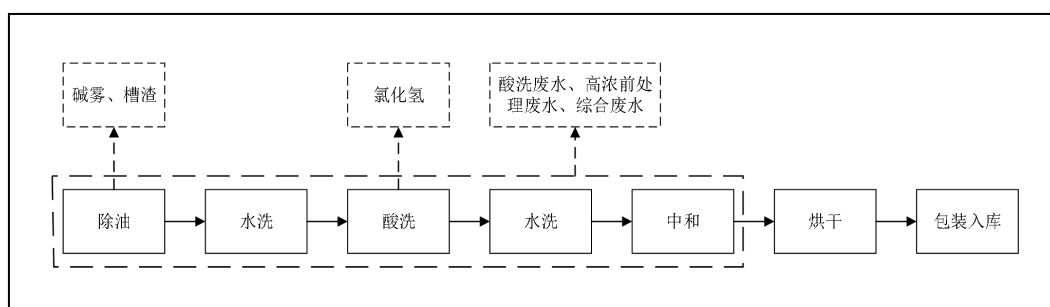 碱雾、槽渣
氯化氢
酸洗废水、高浓前处
理废水、综合废水
除油
水洗
酸洗
水洗
中和
烘干
包装入库